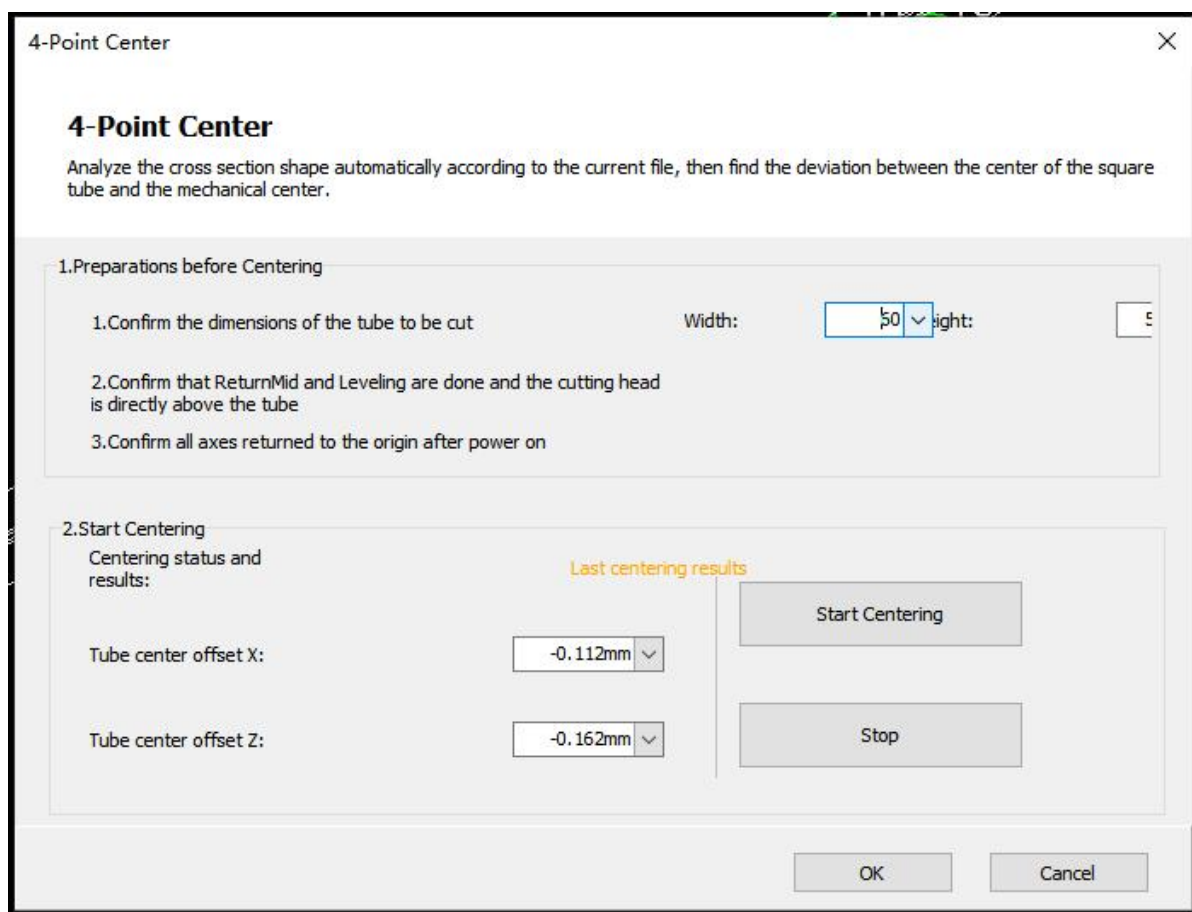 4-Point Center
4-Point Center
Analyze the cross section shape automatically according to the current file, then find the deviation between the center of the square
tube and the mechanical center.
1.Preparations before Centering
1.Confirm the dimensions of the tube to be cut
Width:
50
eight:
5
2.Confirm that ReturnMid and Leveling are done and the cutting head
is directly above the tube
3.Confirm all axes returned to the origin after power on
2.Start Centering
Centering status and
results:
Last centering results
Start Centering
Tube center offset X:
-0.112mm
Tube center offset Z:
-0.162mm
Stop
OK
Cancel